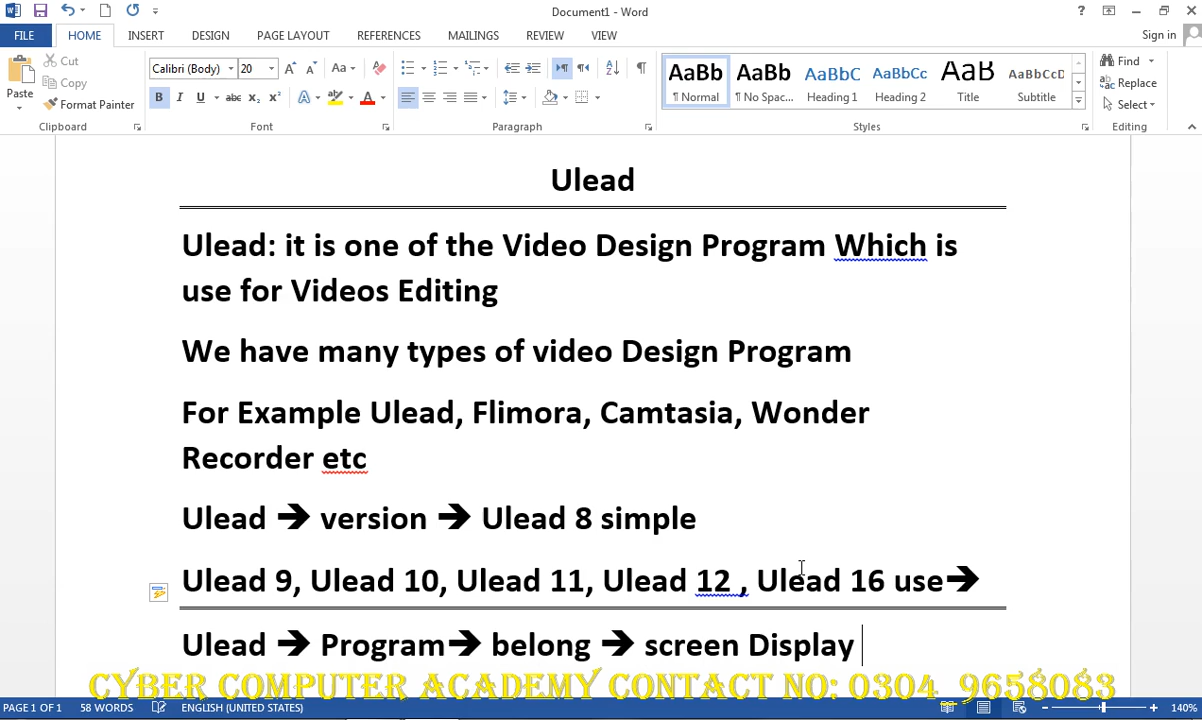 Document1 - Word
Sign in
FILE HOME INSERT DESIGN PAGE LAYOUT REFERENCES MAILINGS REVIEW VIEW
Paste
Cut
Copy
Format Painter
Clipboard
Calibri (Body) 20
Font
Paragraph
AaBb AaBb AaBbC AaBbCc AaB AaBbCcD
¶ Normal ¶ No Spac... Heading 1 Heading 2 Title Subtitle
Styles
Find
Replace
Select
Editing
Ulead
Ulead: it is one of the Video Design Program Which is
use for Videos Editing
We have many types of video Design Program
For Example Ulead, Flimora, Camtasia, Wonder
Recorder etc
Ulead ➔ version ➔ Ulead 8 simple
Ulead 9, Ulead 10, Ulead 11, Ulead 12 , Ulead 16 use➔
Ulead ➔ Program➔ belong ➔ screen Display
CYBER COMPUTER ACADEMY CONTACT NO: 0304_9658083
PAGE 1 OF 1 58 WORDS ENGLISH (UNITED STATES) 140%